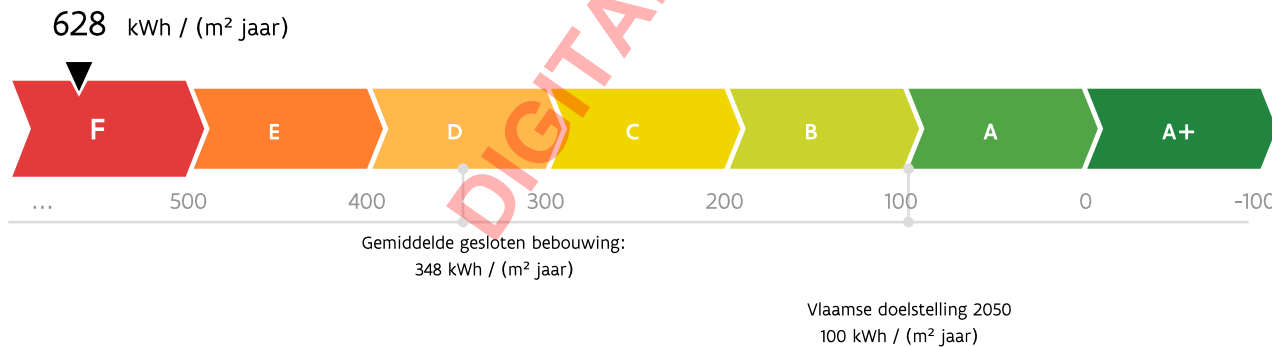 628 kWh / (m² jaar)
F E D C B A A+
... 500 400 300 200 100 0 -100
Gemiddelde gesloten bebouwing:
348 kWh / (m² jaar)
Vlaamse doelstelling 2050
100 kWh / (m² jaar)